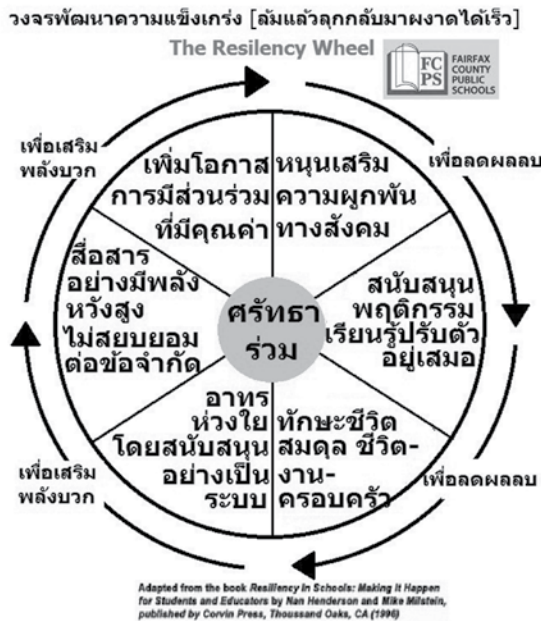 วงจรพัฒนาความแข็งเกร่ง [ล้มแล้วลุกกลับมาผงาดได้เร็ว]
The Resilency Wheel
FC
PS
FAIRFAX
COUNTY
PUBLIC
SCHOOLS
เพื่อเสริม
พลังบวก
เพื่อลดผลลบ
เพิ่มโอกาส
การมีส่วนร่วม
ที่มีคุณค่า
หนุนเสริม
ความผูกพัน
ทางสังคม
สื่อสาร
อย่างมีพลัง
หวังสูง
ไม่สยบยอม
ต่อข้อจำกัด
ศรัทธา
ร่วม
สนับสนุน
พฤติกรรม
เรียนรู้ปรับตัว
อยู่เสมอ
อาทร
ห่วงใย
โดยสนับสนุน
อย่างเป็น
ระบบ
ทักษะชีวิต
สมดุล ชีวิต-
งาน-
ครอบครัว
เพื่อเสริม
พลังบวก
เพื่อลดผลลบ
Adapted from the book Resiliency in Schools: Making it Happen
for Students and Educators by Nan Henderson and Mike Milstein,
published by Corvin Press, Thoussand Oaks, CA (1996)